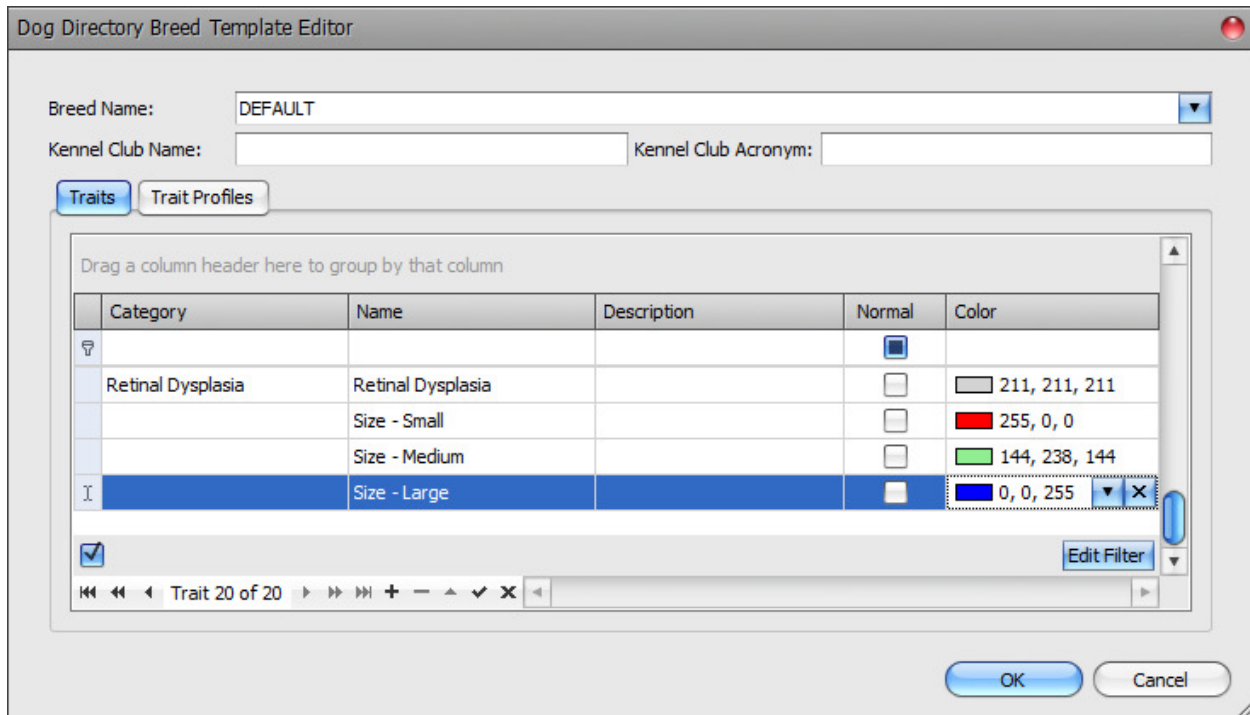 Dog Directory Breed Template Editor
Breed Name: DEFAULT
Kennel Club Name: Kennel Club Acronym:
Traits Trait Profiles
Drag a column header here to group by that column
Category Name Description Normal Color
Retinal Dysplasia Retinal Dysplasia 211, 211, 211
Size - Small 255, 0, 0
Size - Medium 144, 238, 144
Size - Large 0, 0, 255
Edit Filter
Trait 20 of 20
OK Cancel